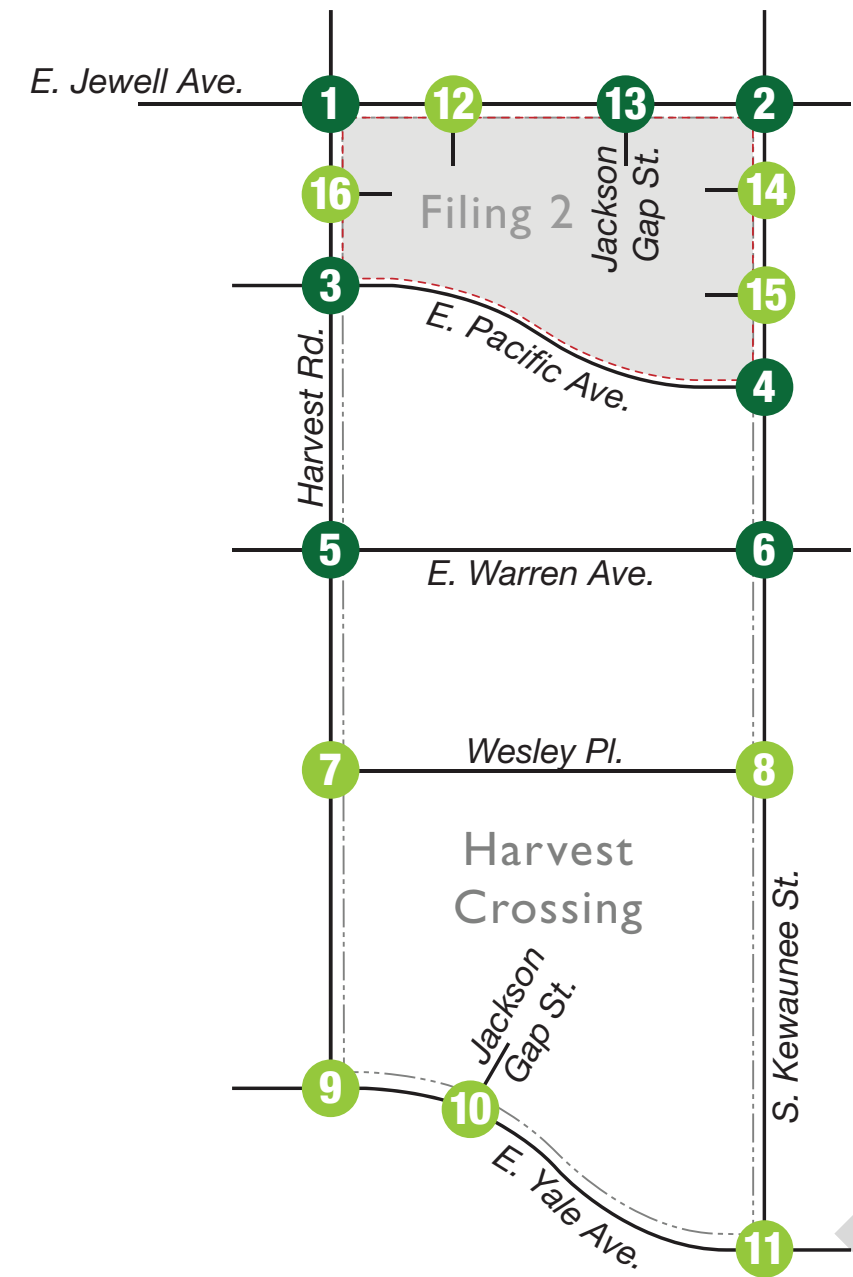 E. Jewell Ave.
1
12
13
2
16
Filing 2
Jackson
Gap St.
14
3
15
E. Pacific Ave.
4
Harvest Rd.
5
6
E. Warren Ave.
7
Wesley Pl.
8
Harvest
Crossing
S. Kewaunee St.
Jackson
Gap St.
9
10
E. Yale Ave.
11